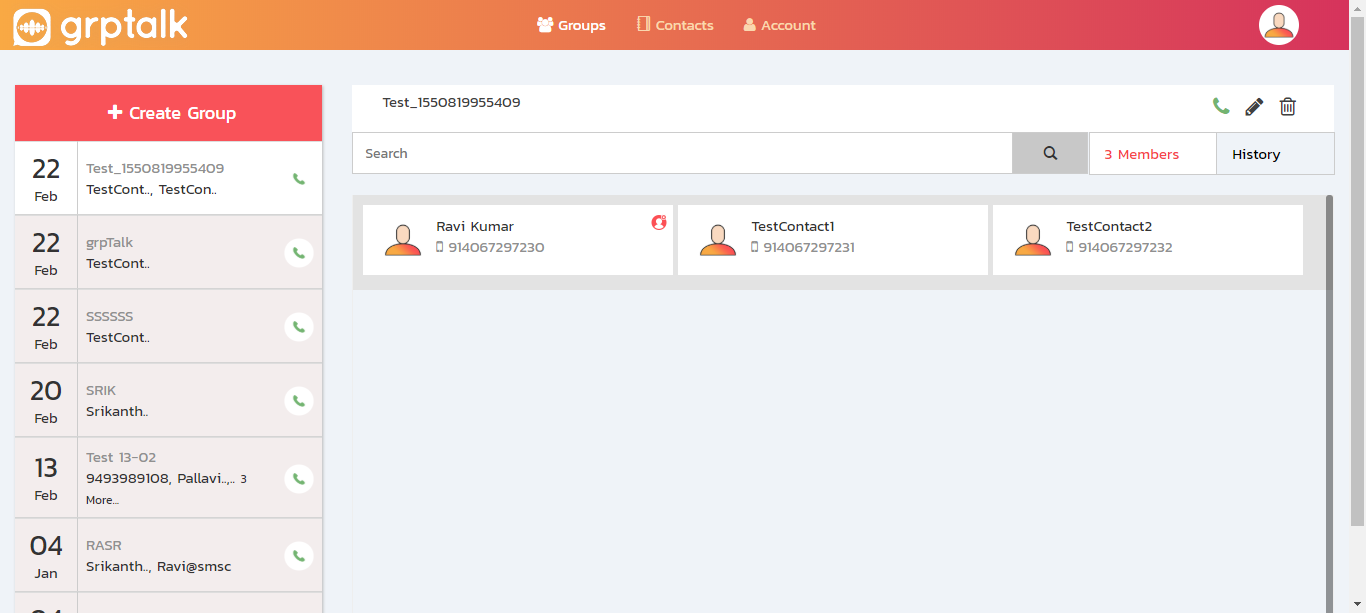 grptalk
Groups
Contacts
Account
Create Group
22
Feb
Test_1550819955409
TestCont.., TestCon..
22
Feb
grpTalk
TestCont..
22
Feb
SSSSSS
TestCont..
20
Feb
SRIK
Srikanth..
13
Feb
Test 13-02
9493989108, Pallavi..,.. 3
More...
04
Jan
RASR
Srikanth.., Ravi@smsc
Test_1550819955409
Search
3 Members
History
Ravi Kumar
914067297230
TestContact1
914067297231
TestContact2
914067297232